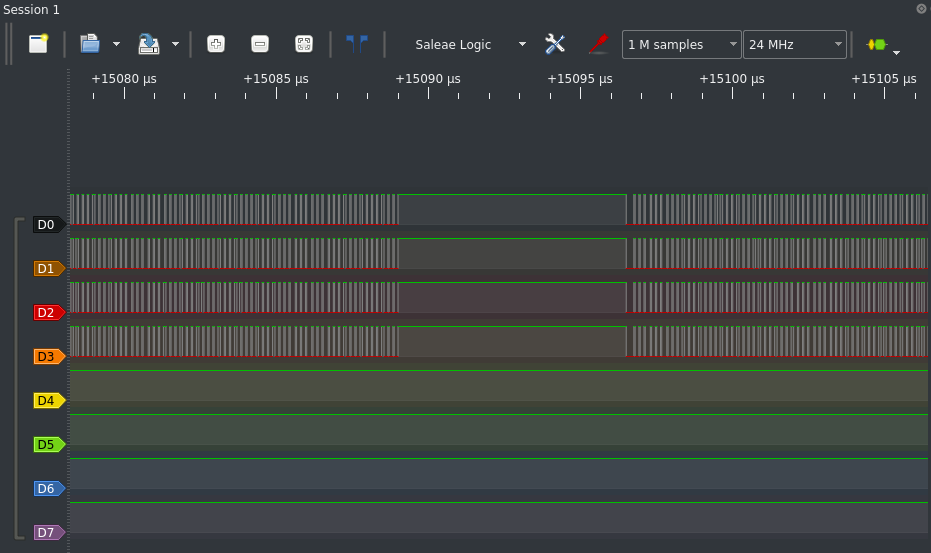 Session 1
Saleae Logic 1 M samples 24 MHz
+15080 µs +15085 µs +15090 µs +15095 µs +15100 µs +15105 µs
D0
D1
D2
D3
D4
D5
D6
D7